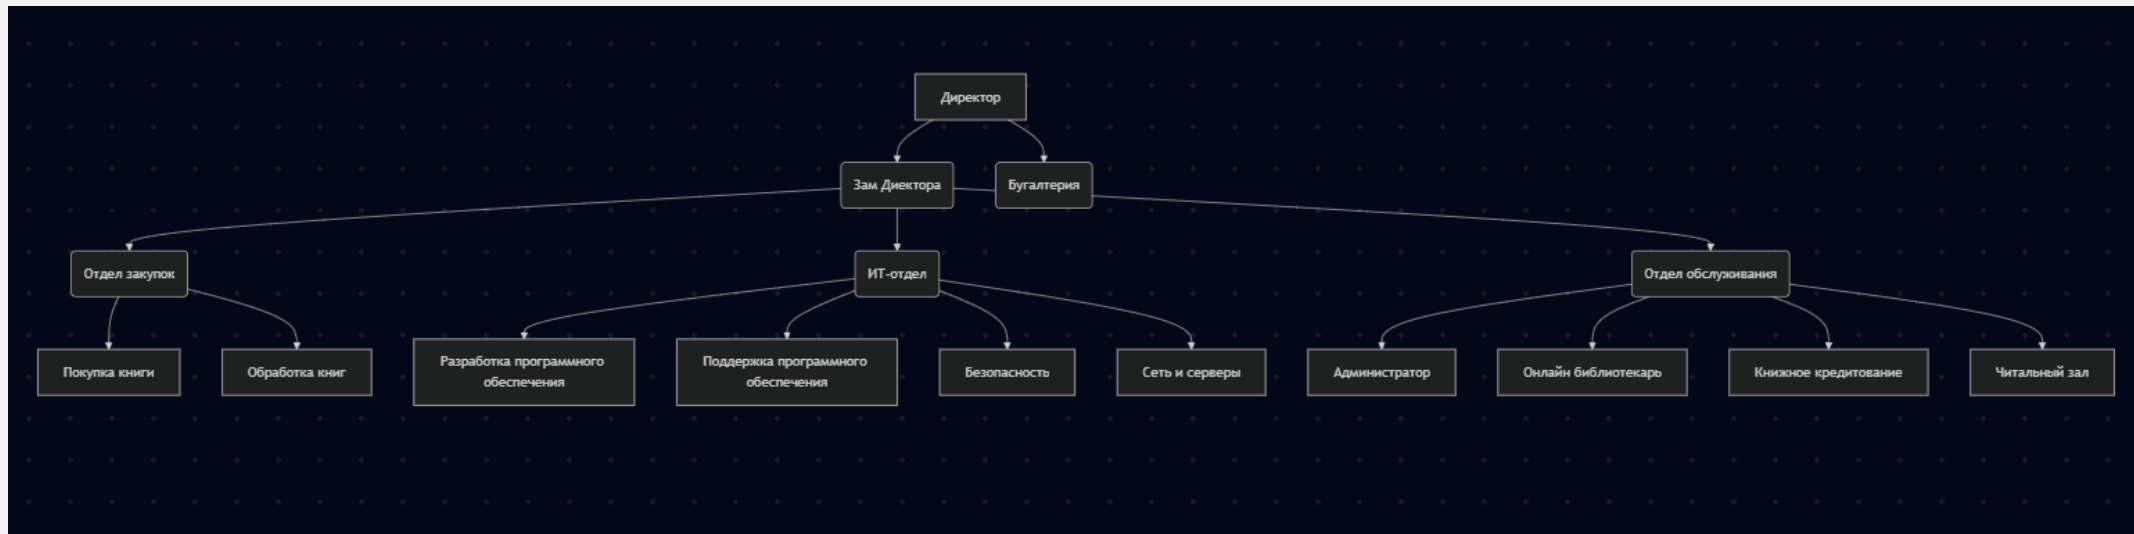 Директор
Зам Диектора
Бугалтерия
Отдел закупок
ИТ-отдел
Отдел обслуживания
Покупка книги
Обработка книг
Разработка программного
обеспечения
Поддержка программного
обеспечения
Безопасность
Сеть и серверы
Администратор
Онлайн библиотекарь
Книжное кредитование
Читальный зал